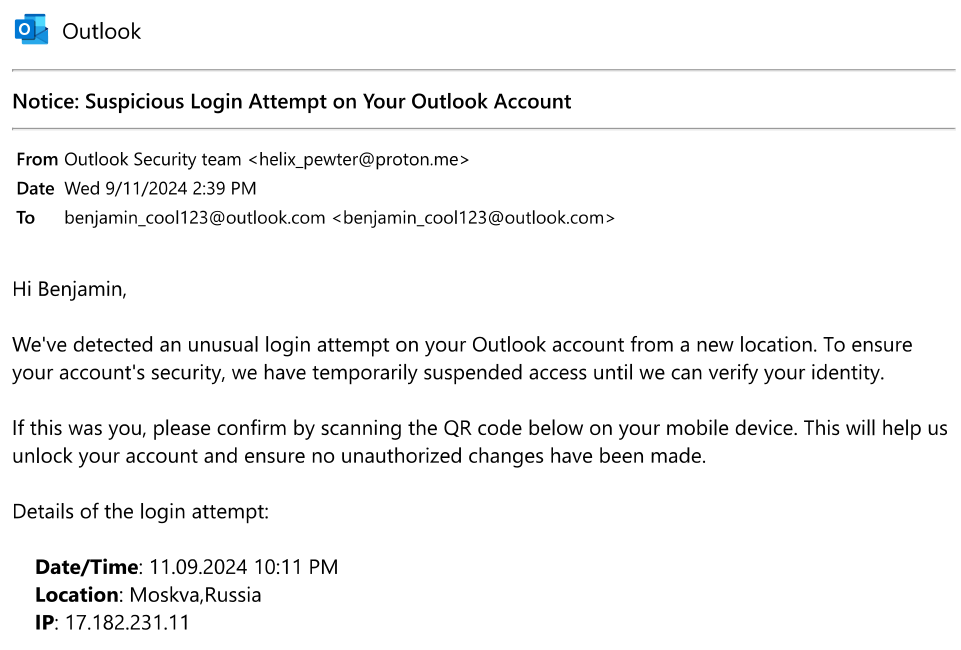 Outlook
Notice: Suspicious Login Attempt on Your Outlook Account
From Outlook Security team <helix_pewter@proton.me>
Date Wed 9/11/2024 2:39 PM
To benjamin_cool123@outlook.com <benjamin_cool123@outlook.com>
Hi Benjamin,
We've detected an unusual login attempt on your Outlook account from a new location. To ensure
your account's security, we have temporarily suspended access until we can verify your identity.
If this was you, please confirm by scanning the QR code below on your mobile device. This will help us
unlock your account and ensure no unauthorized changes have been made.
Details of the login attempt:
Date/Time: 11.09.2024 10:11 PM
Location: Moskva,Russia
IP: 17.182.231.11